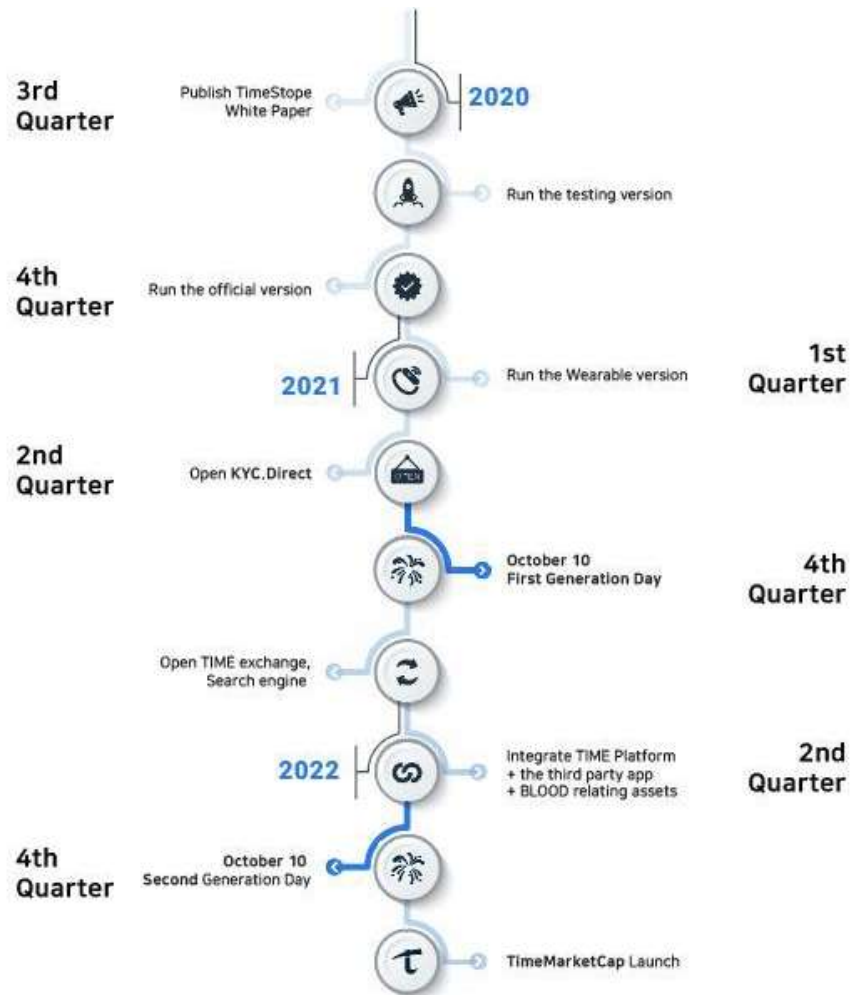 3rd
Quarter
Publish TimeStope
White Paper
2020
Run the testing version
4th
Quarter
Run the official version
2021
Run the Wearable version
1st
Quarter
2nd
Quarter
Open KYC.Direct
OPEN
October 10
First Generation Day
4th
Quarter
Open TIME exchange,
Search engine
2022
Integrate TIME Platform
+ the third party app
+ BLOOD relating assets
2nd
Quarter
4th
Quarter
October 10
Second Generation Day
TimeMarketCap Launch